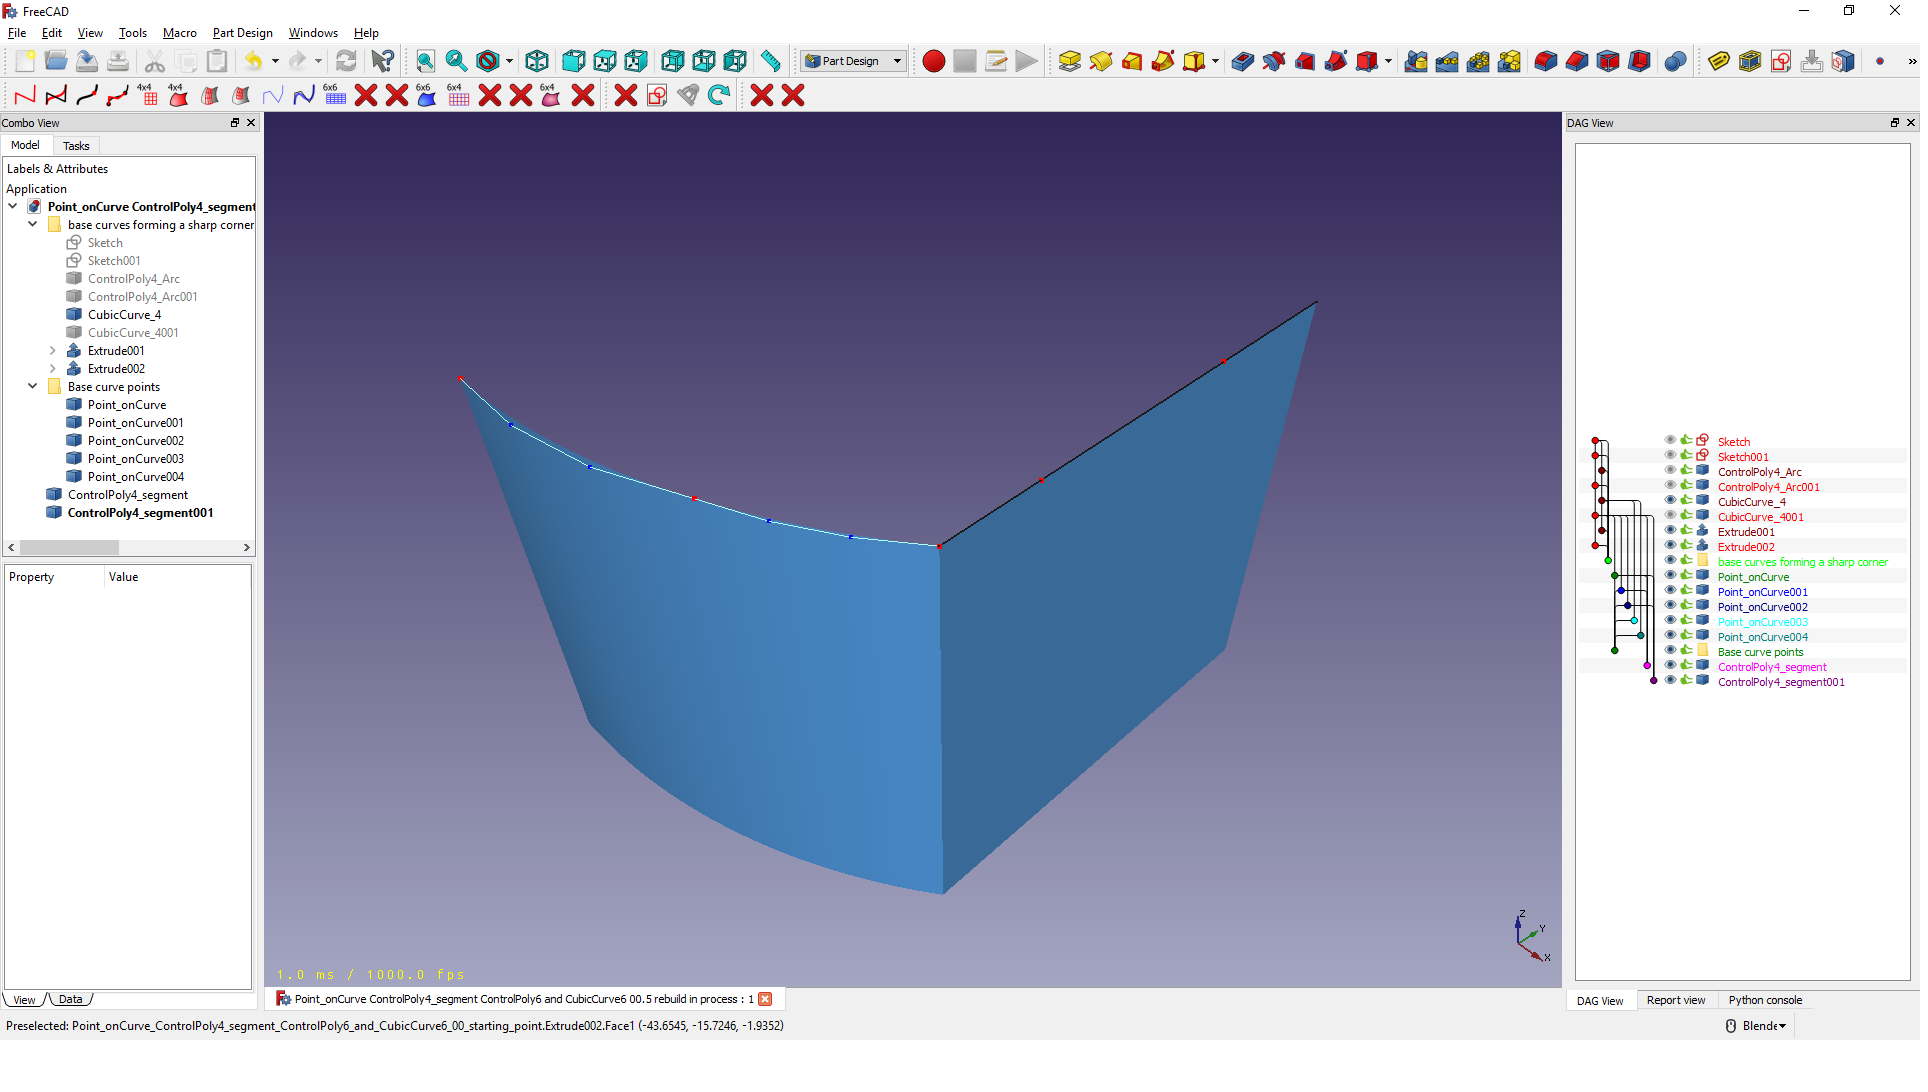 FreeCAD
File Edit View Tools Macro Part Design Windows Help
Part Design
4x4 4x4 6x6 6x6 6x4 6x4
Combo View
DAG View
Model Tasks
Labels & Attributes
Application
Point_onCurve ControlPoly4_segment
base curves forming a sharp corner
Sketch
Sketch001
ControlPoly4_Arc
ControlPoly4_Arc001
CubicCurve_4
CubicCurve_4001
Extrude001
Extrude002
Base curve points
Point_onCurve
Point_onCurve001
Point_onCurve002
Point_onCurve003
Point_onCurve004
ControlPoly4_segment
ControlPoly4_segment001
Property Value
View Data
Sketch
Sketch001
ControlPoly4_Arc
ControlPoly4_Arc001
CubicCurve_4
CubicCurve_4001
Extrude001
Extrude002
base curves forming a sharp corner
Point_onCurve
Point_onCurve001
Point_onCurve002
Point_onCurve003
Point_onCurve004
Base curve points
ControlPoly4_segment
ControlPoly4_segment001
Z
Y
X
1.0 ms / 1000.0 fps
Point_onCurve ControlPoly4_segment ControlPoly6 and CubicCurve6 00.5 rebuild in process : 1
DAG View Report view Python console
Preselected: Point_onCurve_ControlPoly4_segment_ControlPoly6_and_CubicCurve6_00_starting_point.Extrude002.Face1 (-43.6545, -15.7246, -1.9352)
Blende